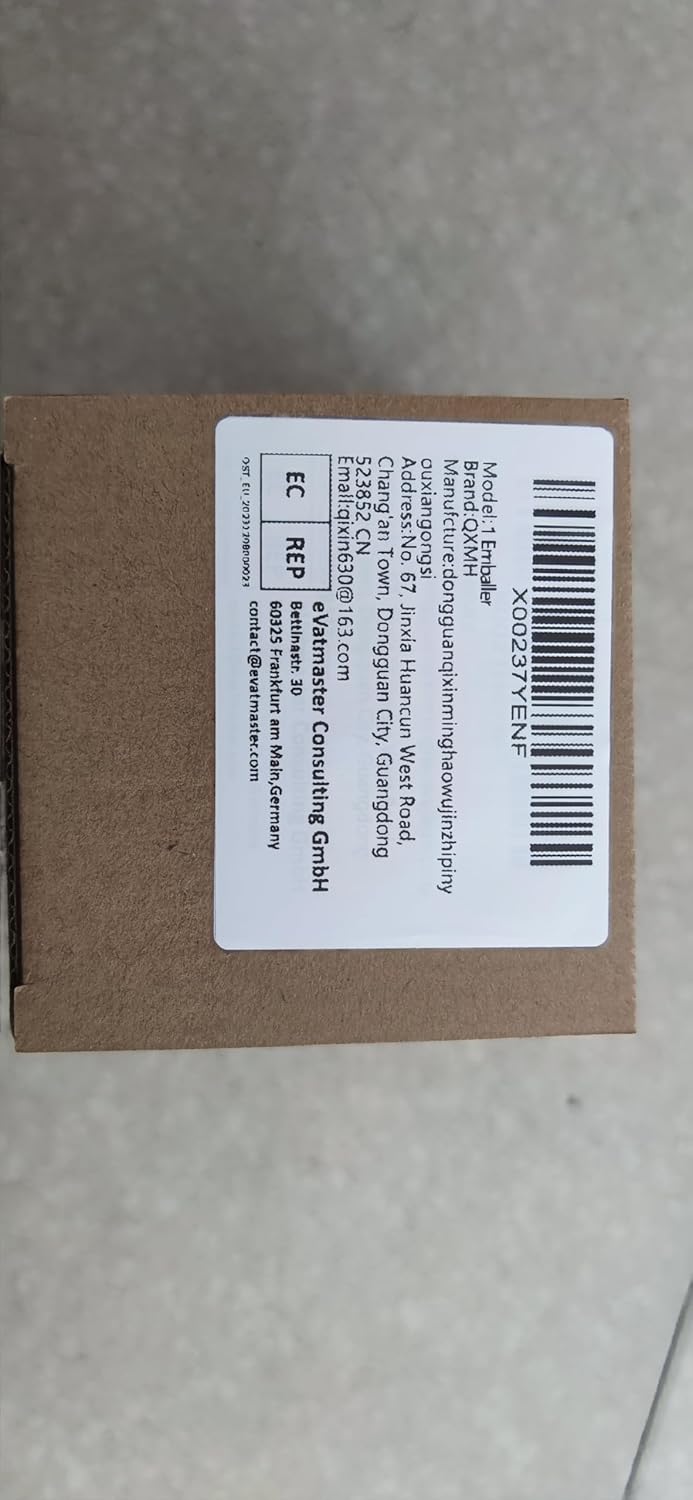 X00237YENF
Model:1 Emballer
Brand:QXMH
Manufcture:dongguanqixinminghaowujinzhipiny
ouxiangongsi
Address:No. 67, Jinxia Huancun West Road,
Chang'an Town, Dongguan City, Guangdong
523852 CN
Email:qixin630@163.com
EC REP
eVatmaster Consulting GmbH
Bettinastr. 30
60325 Frankfurt am Main,Germany
contact@evatmaster.com